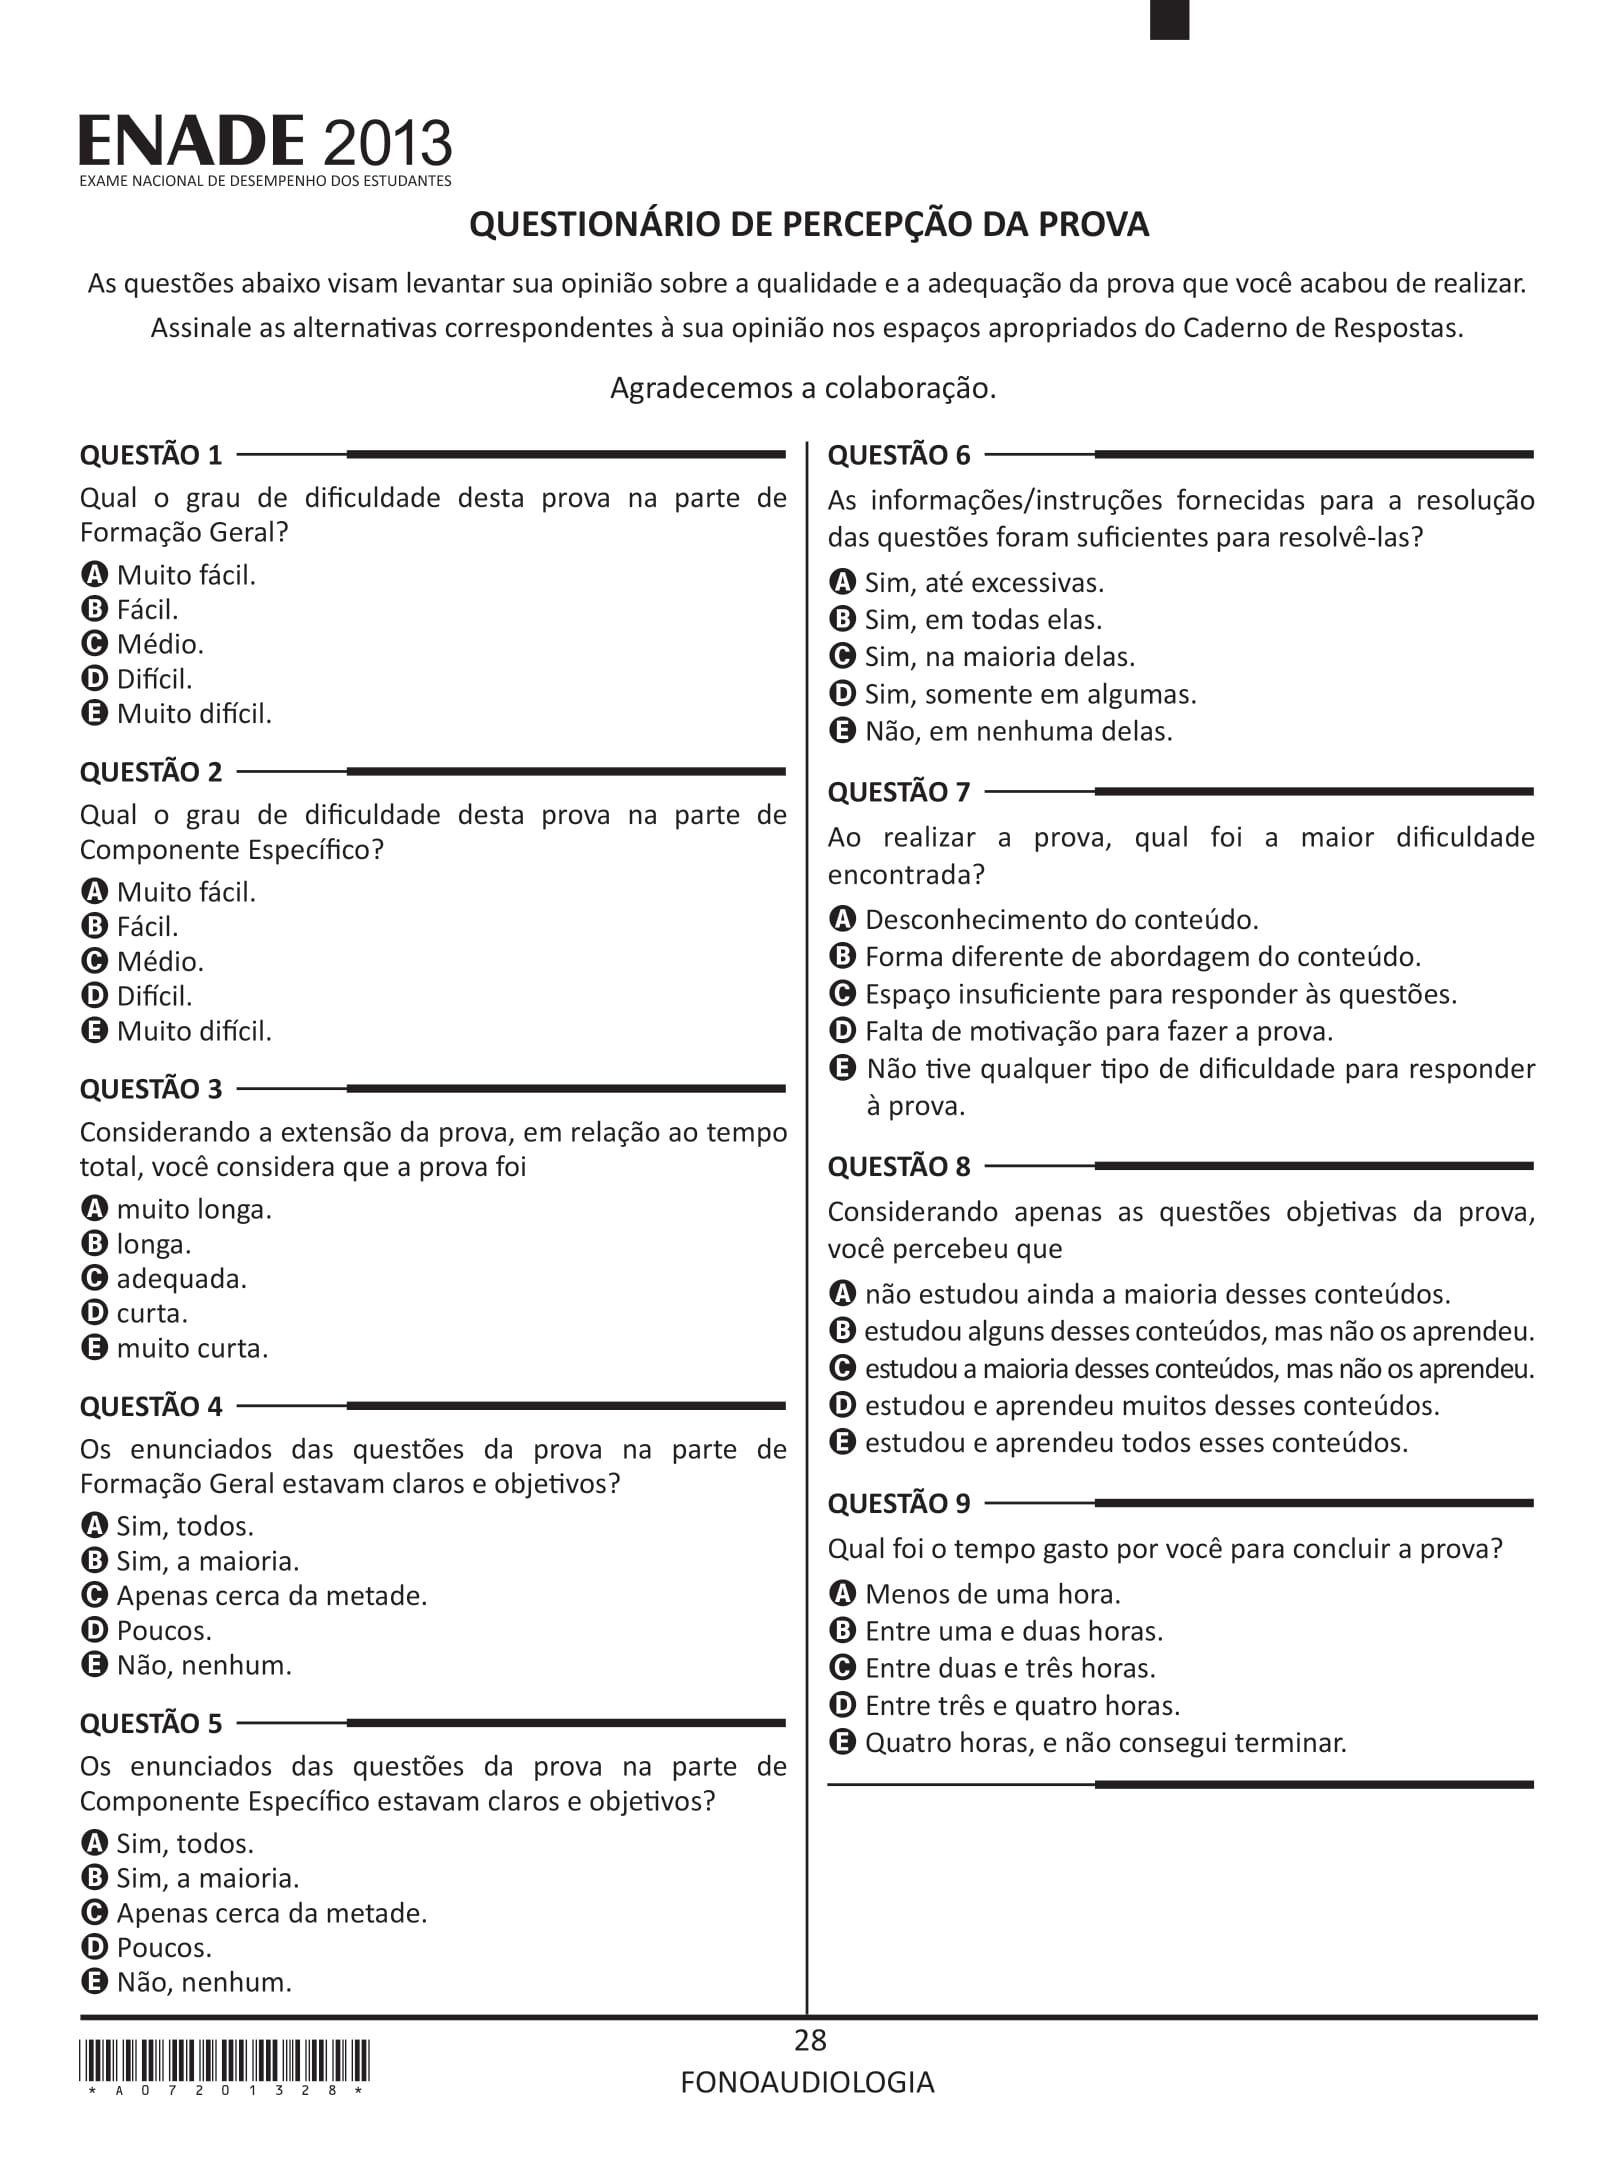 ENADE 2013
EXAME NACIONAL DE DESEMPENHO DOS ESTUDANTES
QUESTIONÁRIO DE PERCEPÇÃO DA PROVA
As questões abaixo visam levantar sua opinião sobre a qualidade e a adequação da prova que você acabou de realizar.
Assinale as alternativas correspondentes à sua opinião nos espaços apropriados do Caderno de Respostas.
Agradecemos a colaboração.
QUESTÃO 1
Qual o grau de dificuldade desta prova na parte de
Formação Geral?
A Muito fácil.
B Fácil.
C Médio.
D Difícil.
E Muito difícil.
QUESTÃO 2
Qual o grau de dificuldade desta prova na parte de
Componente Específico?
A Muito fácil.
B Fácil.
C Médio.
D Difícil.
E Muito difícil.
QUESTÃO 3
Considerando a extensão da prova, em relação ao tempo
total, você considera que a prova foi
A muito longa.
B longa.
C adequada.
D curta.
E muito curta.
QUESTÃO 4
Os enunciados das questões da prova na parte de
Formação Geral estavam claros e objetivos?
A Sim, todos.
B Sim, a maioria.
C Apenas cerca da metade.
D Poucos.
E Não, nenhum.
QUESTÃO 5
Os enunciados das questões da prova na parte de
Componente Específico estavam claros e objetivos?
A Sim, todos.
B Sim, a maioria.
C Apenas cerca da metade.
D Poucos.
E Não, nenhum.
QUESTÃO 6
As informações/instruções fornecidas para a resolução
das questões foram suficientes para resolvê-las?
A Sim, até excessivas.
B Sim, em todas elas.
C Sim, na maioria delas.
D Sim, somente em algumas.
E Não, em nenhuma delas.
QUESTÃO 7
Ao realizar a prova, qual foi a maior dificuldade
encontrada?
A Desconhecimento do conteúdo.
B Forma diferente de abordagem do conteúdo.
C Espaço insuficiente para responder às questões.
D Falta de motivação para fazer a prova.
E Não tive qualquer tipo de dificuldade para responder
à prova.
QUESTÃO 8
Considerando apenas as questões objetivas da prova,
você percebeu que
A não estudou ainda a maioria desses conteúdos.
B estudou alguns desses conteúdos, mas não os aprendeu.
C estudou a maioria desses conteúdos, mas não os aprendeu.
D estudou e aprendeu muitos desses conteúdos.
E estudou e aprendeu todos esses conteúdos.
QUESTÃO 9
Qual foi o tempo gasto por você para concluir a prova?
A Menos de uma hora.
B Entre uma e duas horas.
C Entre duas e três horas.
D Entre três e quatro horas.
E Quatro horas, e não consegui terminar.
28
FONOAUDIOLOGIA
* A 0 7 2 0 1 3 2 8 *